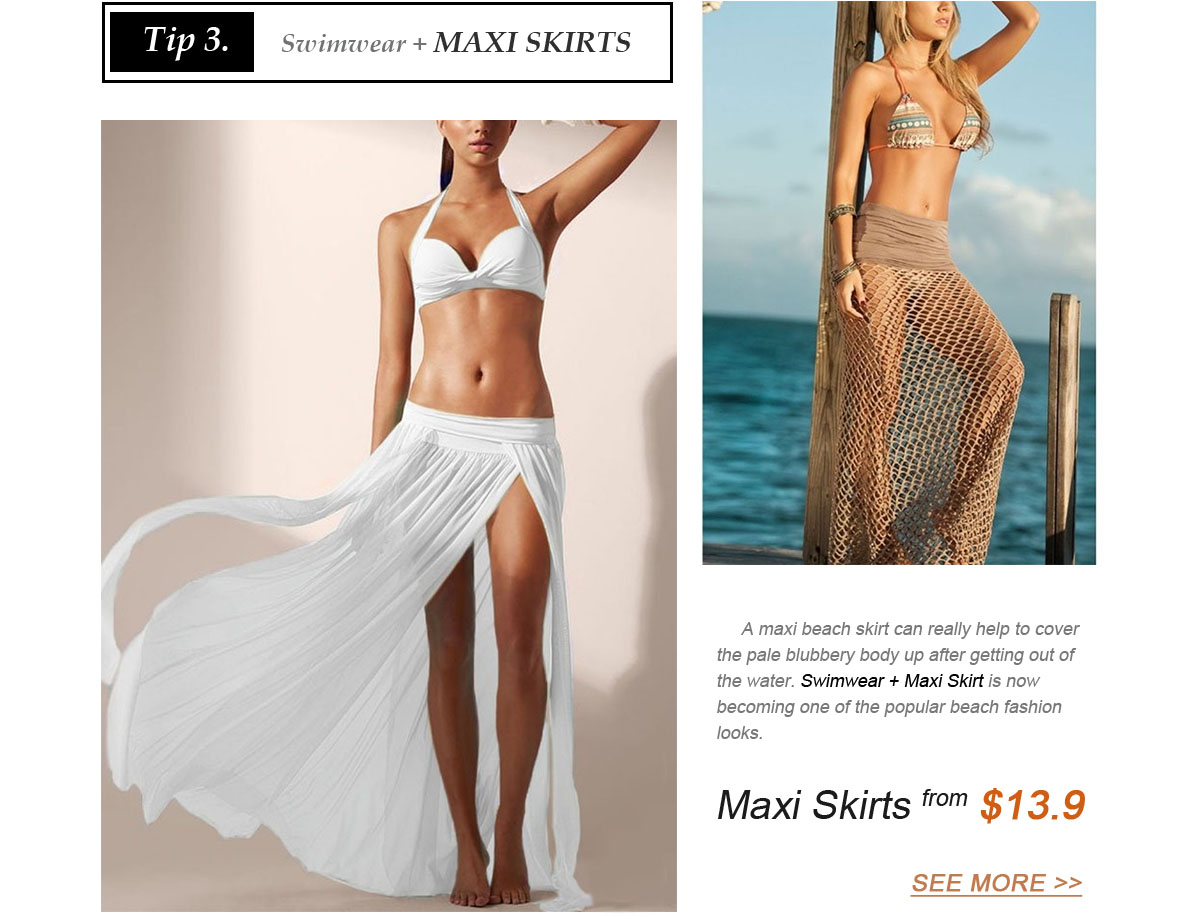 Tip 3. Swimwear + MAXI SKIRTS
A maxi beach skirt can really help to cover
the pale blubbery body up after getting out of
the water. Swimwear + Maxi Skirt is now
becoming one of the popular beach fashion
looks.
Maxi Skirts from $13.9
SEE MORE >>